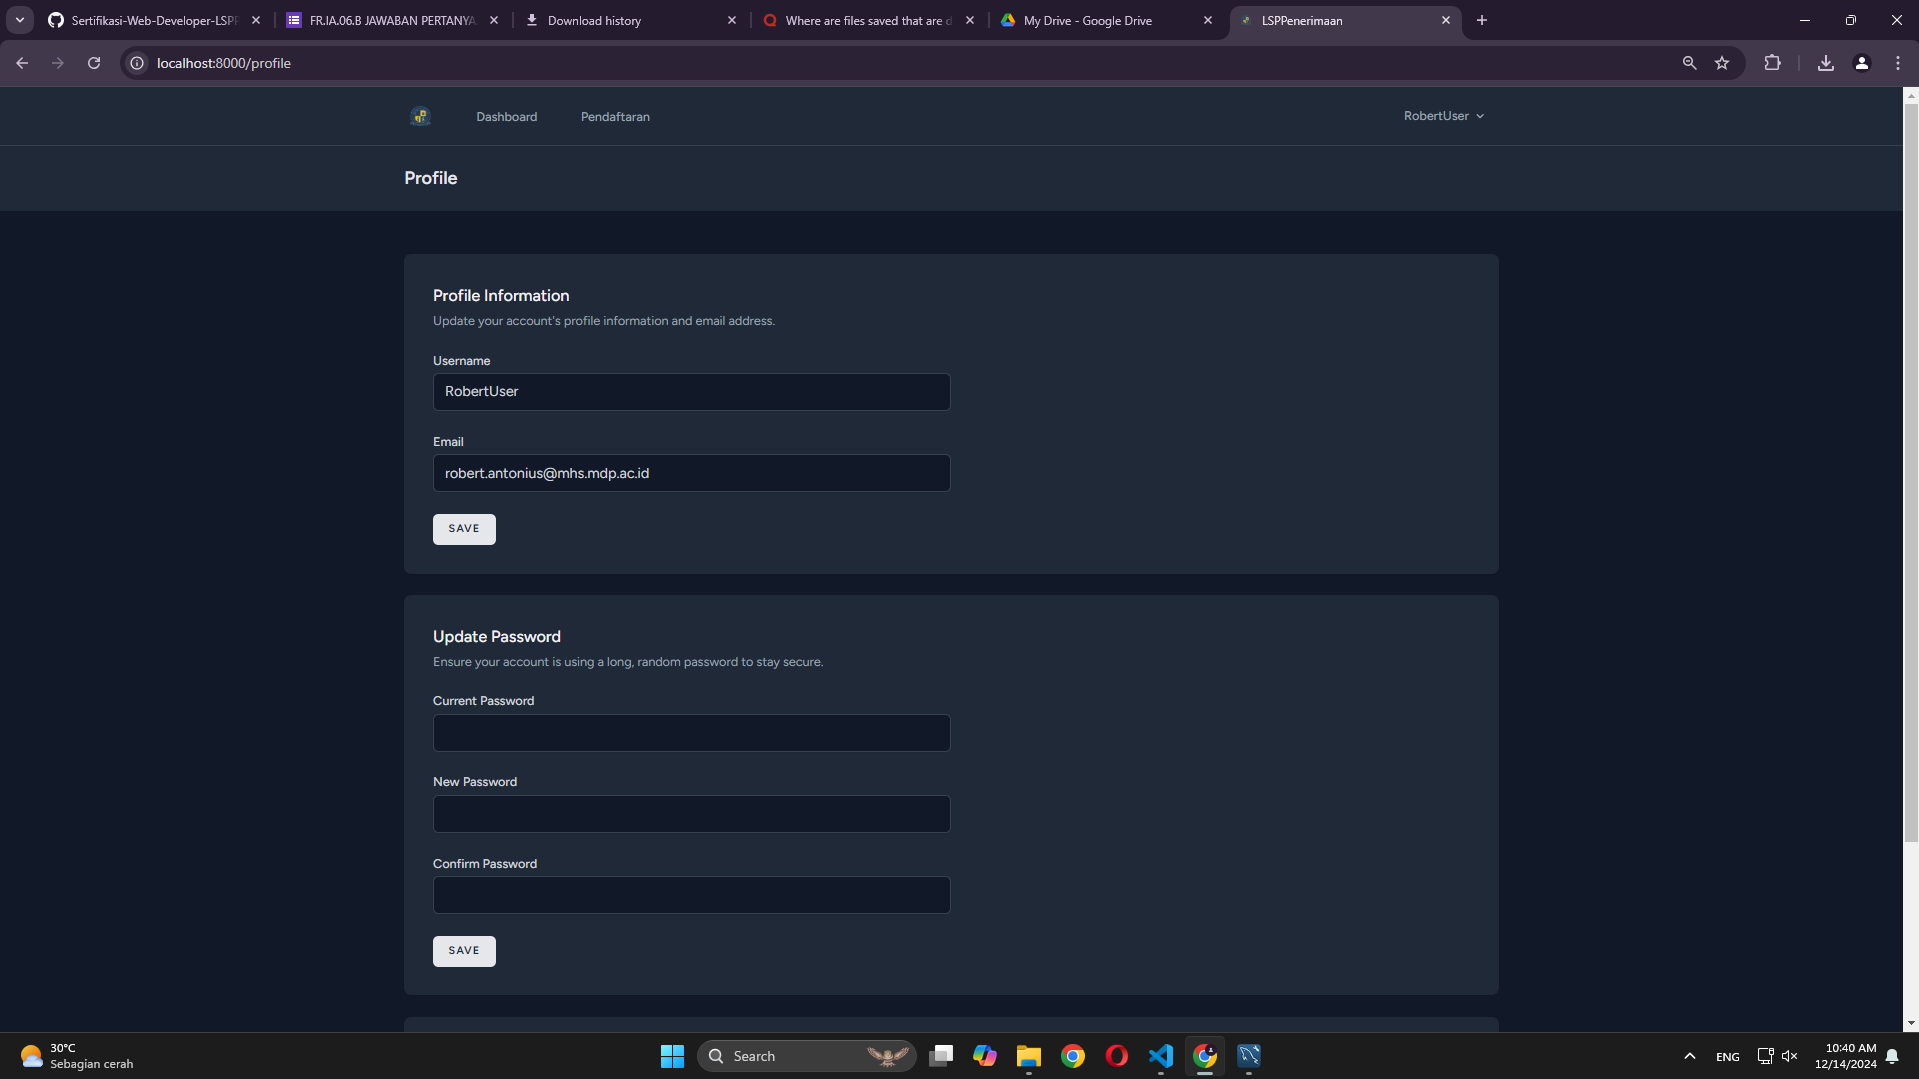 Sertifikasi-Web-Developer-LSPP
FR.IA.06.B JAWABAN PERTANYA
Download history
Where are files saved that are d
My Drive - Google Drive
LSPPenerimaan
localhost:8000/profile
Dashboard
Pendaftaran
RobertUser
Profile
Profile Information
Update your account's profile information and email address.
Username
RobertUser
Email
robert.antonius@mhs.mdp.ac.id
SAVE
Update Password
Ensure your account is using a long, random password to stay secure.
Current Password
New Password
Confirm Password
SAVE
30°C
Sebagian cerah
Search
ENG
10:40 AM
12/14/2024